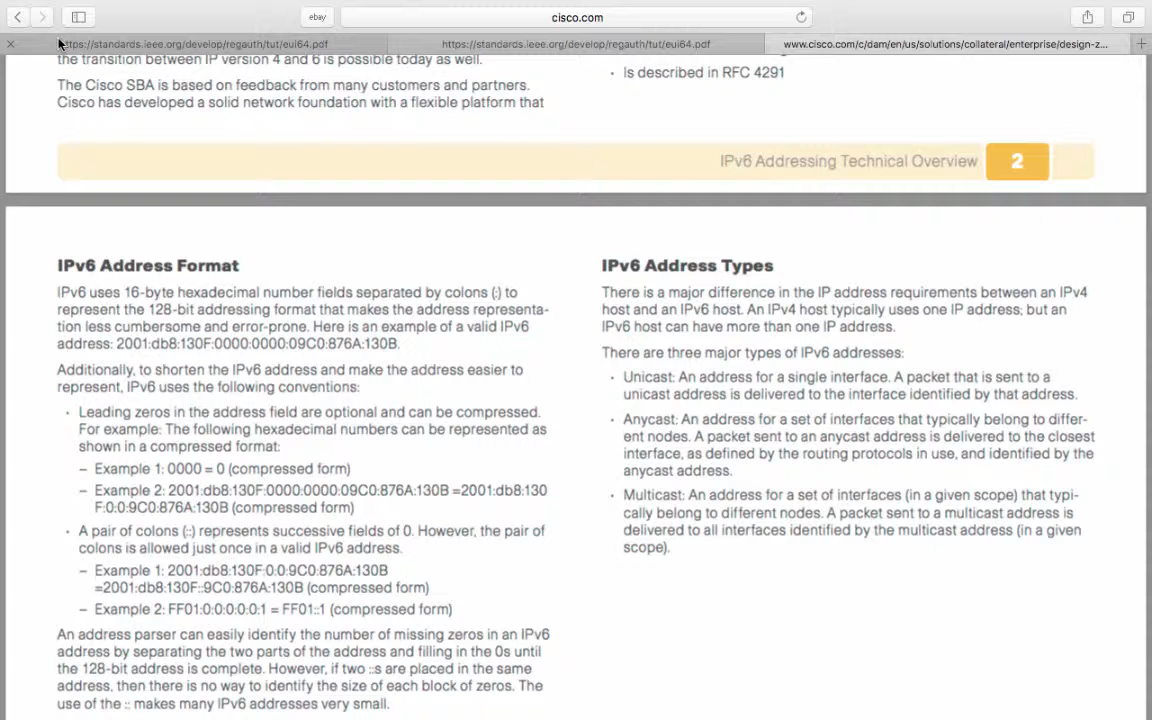 ebay
cisco.com
https://standards.ieee.org/develop/regauth/tut/eui64.pdf
https://standards.ieee.org/develop/regauth/tut/eui64.pdf
www.cisco.com/c/dam/en/us/solutions/collateral/enterprise/design-z...
the transition between IP version 4 and 6 is possible today as well.
The Cisco SBA is based on feedback from many customers and partners.
Cisco has developed a solid network foundation with a flexible platform that
· Is described in RFC 4291
IPv6 Addressing Technical Overview
2
IPv6 Address Format
IPv6 uses 16-byte hexadecimal number fields separated by colons (:) to
represent the 128-bit addressing format that makes the address representa-
tion less cumbersome and error-prone. Here is an example of a valid IPv6
address: 2001:db8:130F:0000:0000:09C0:876A:130B.
Additionally, to shorten the IPv6 address and make the address easier to
represent, IPv6 uses the following conventions:
· Leading zeros in the address field are optional and can be compressed.
For example: The following hexadecimal numbers can be represented as
shown in a compressed format:
– Example 1: 0000 = 0 (compressed form)
– Example 2: 2001:db8:130F:0000:0000:09C0:876A:130B =2001:db8:130
F:0:0:9C0:876A:130B (compressed form)
· A pair of colons (::) represents successive fields of 0. However, the pair of
colons is allowed just once in a valid IPv6 address.
– Example 1: 2001:db8:130F:0:0:9C0:876A:130B
=2001:db8:130F::9C0:876A:130B (compressed form)
– Example 2: FF01:0:0:0:0:0:1 = FF01::1 (compressed form)
An address parser can easily identify the number of missing zeros in an IPv6
address by separating the two parts of the address and filling in the 0s until
the 128-bit address is complete. However, if two ::s are placed in the same
address, then there is no way to identify the size of each block of zeros. The
use of the :: makes many IPv6 addresses very small.
IPv6 Address Types
There is a major difference in the IP address requirements between an IPv4
host and an IPv6 host. An IPv4 host typically uses one IP address; but an
IPv6 host can have more than one IP address.
There are three major types of IPv6 addresses:
· Unicast: An address for a single interface. A packet that is sent to a
unicast address is delivered to the interface identified by that address.
· Anycast: An address for a set of interfaces that typically belong to differ-
ent nodes. A packet sent to an anycast address is delivered to the closest
interface, as defined by the routing protocols in use, and identified by the
anycast address.
· Multicast: An address for a set of interfaces (in a given scope) that typi-
cally belong to different nodes. A packet sent to a multicast address is
delivered to all interfaces identified by the multicast address (in a given
scope).